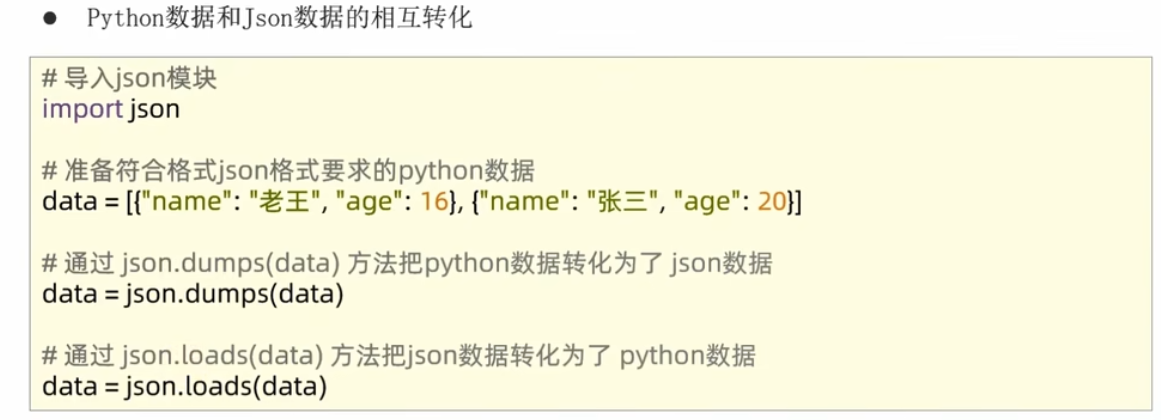 ● Python数据和Json数据的相互转化
# 导入json模块
import json
# 准备符合格式json格式要求的python数据
data = [{"name": "老王", "age": 16}, {"name": "张三", "age": 20}]
# 通过 json.dumps(data) 方法把python数据转化为了 json数据
data = json.dumps(data)
# 通过 json.loads(data) 方法把json数据转化为了 python数据
data = json.loads(data)